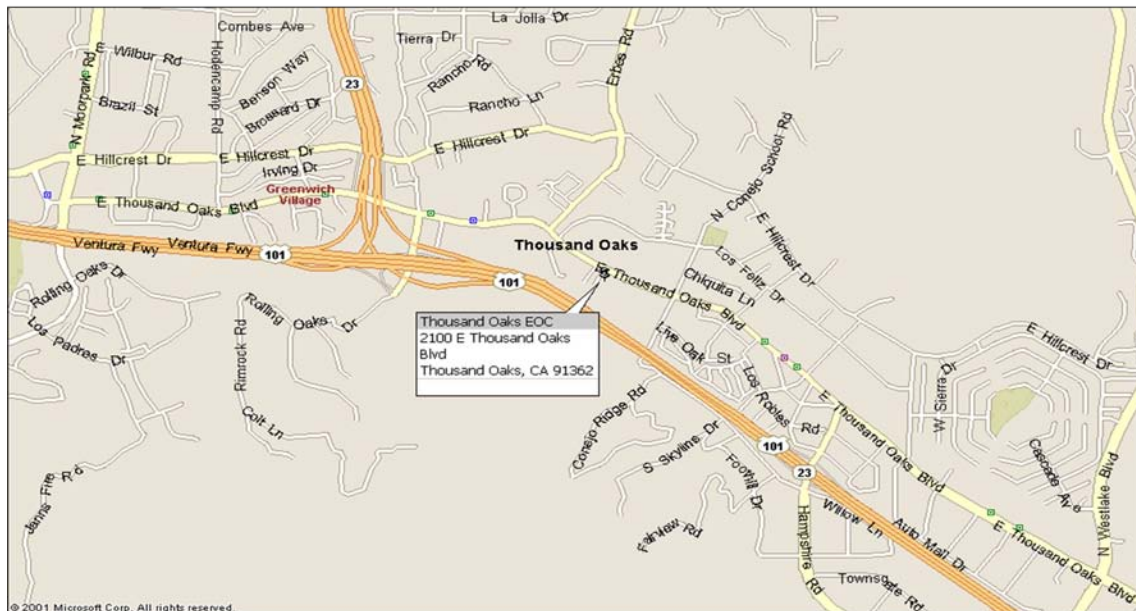 La Jolla Dr
Combes Ave
Tierra Dr
E Wilbur Rd
Hodencamp Rd
Benson Way
N Moorpark Rd
23
Rancho Rd
Erbes Rd
Brazil St
Brossard Dr
Rancho Ln
E Hillcrest Dr
E Hillcrest Dr
E Hillcrest Dr
Irving Dr
Greenwich
Village
E Thousand Oaks Blvd
N Conejo School Rd
E Hillcrest Dr
Ventura Fwy
Ventura Fwy
101
Thousand Oaks
Los Feliz Dr
Rolling Oaks Dr
101
E Thousand Oaks Blvd
Chiquita Ln
Rolling Oaks Dr
Los Padres Dr
Rimrock Rd
Thousand Oaks EOC
2100 E Thousand Oaks
Blvd
Thousand Oaks, CA 91362
Live Oak St
E Hillcrest Dr
Los Robles Rd
W Sierra Dr
Conejo Ridge Rd
Colt Ln
E Thousand Oaks Blvd
S Skyline Dr
101
Foothill Dr
23
Cascade Ave
N Westlake Blvd
Janns Fire Rd
Fairview Rd
Hampshire Rd
Willow Ln
Auto Mall Dr
E Thousand Oaks Blvd
Townsgate Rd
© 2001 Microsoft Corp. All rights reserved.